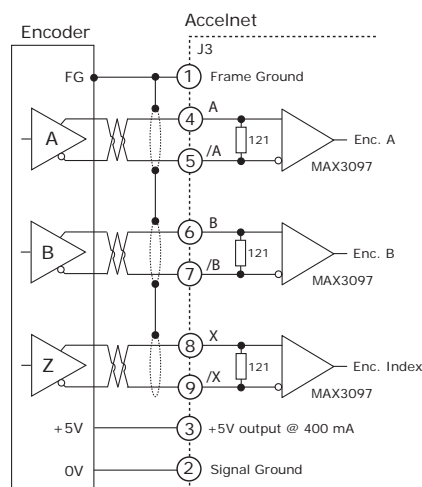 Accelnet
Encoder
J3
FG 1 Frame Ground
A 4 A 121 Enc. A
5 /A MAX3097
B 6 B 121 Enc. B
7 /B MAX3097
Z 8 X 121 Enc. Index
9 /X MAX3097
+5V 3 +5V output @ 400 mA
0V 2 Signal Ground